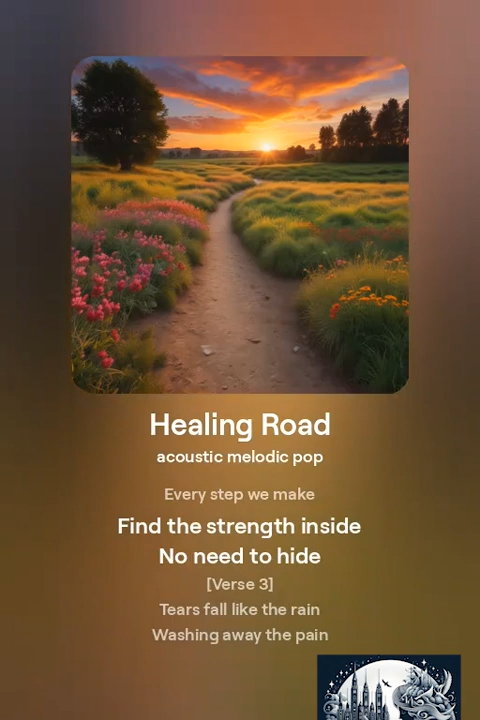 Healing Road
acoustic melodic pop
Every step we make
Find the strength inside
No need to hide
[Verse 3]
Tears fall like the rain
Washing away the pain